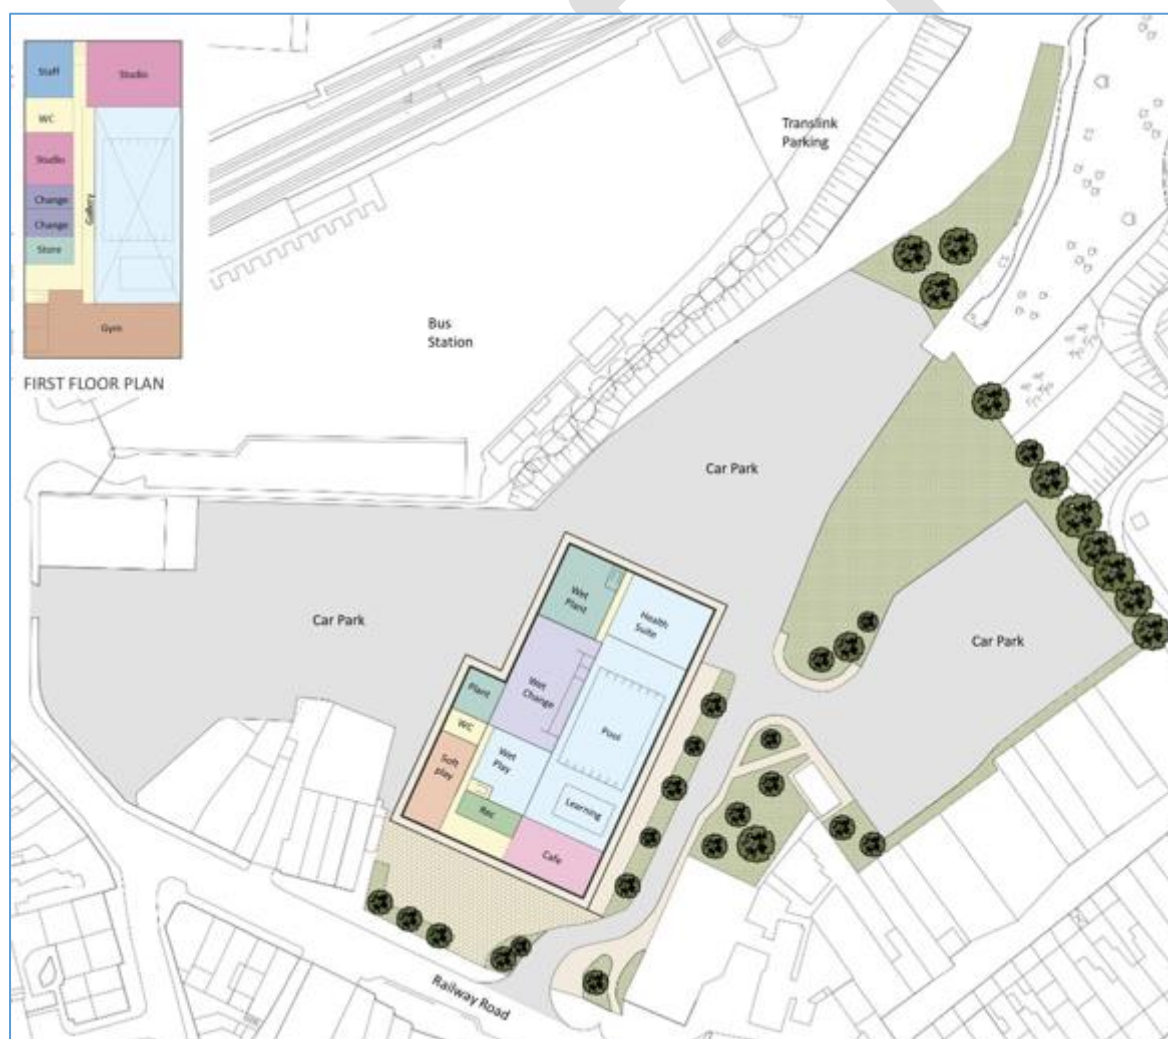 Staff
Studio
WC
Studio
Change
Change
Store
Gallery
Gym
FIRST FLOOR PLAN
Translink
Parking
Bus
Station
Car Park
Car Park
Car Park
Wet
Plant
Health
Suite
Wet
Change
Plant
WC
Pool
Soft
play
Wet
Play
Learning
Rec
Cafe
Railway Road